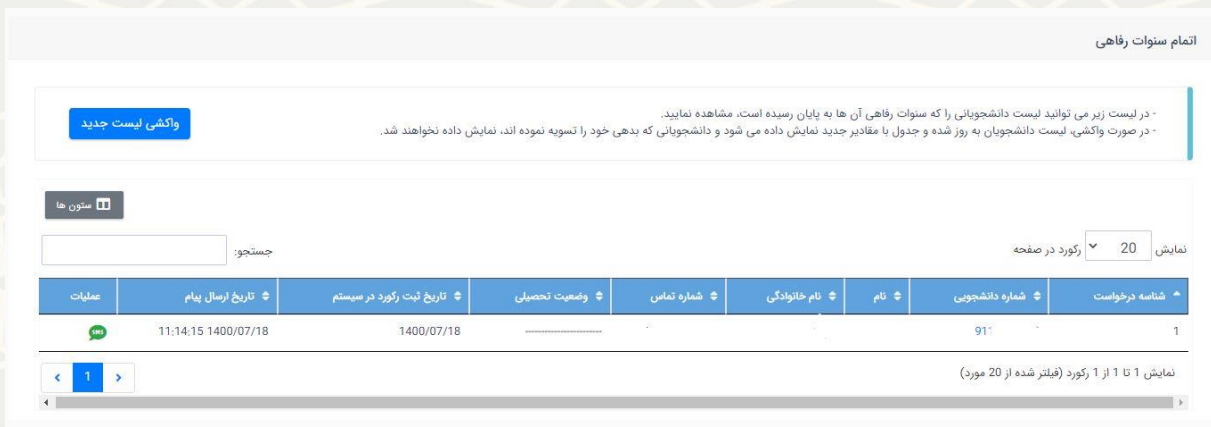 اتمام سنوات رفاهی
- در لیست زیر می توانید لیست دانشجویانی را که سنوات رفاهی آن ها به پایان رسیده است، مشاهده نمایید.
- در صورت واکشی، لیست دانشجویان به روز شده و جدول با مقادیر جدید نمایش داده می شود و دانشجویانی که بدهی خود را تسویه نموده اند، نمایش داده نخواهند شد.
واکشی لیست جدید
ستون ها
نمایش 20 رکورد در صفحه
جستجو:
شناسه درخواست شماره دانشجویی نام نام خانوادگی شماره تماس وضعیت تحصیلی تاریخ ثبت رکورد در سیستم تاریخ ارسال پیام عملیات
1 911 ------------------------ 1400/07/18 11:14:15 1400/07/18 SMS
نمایش 1 تا 1 از 1 رکورد (فیلتر شده از 20 مورد)
1